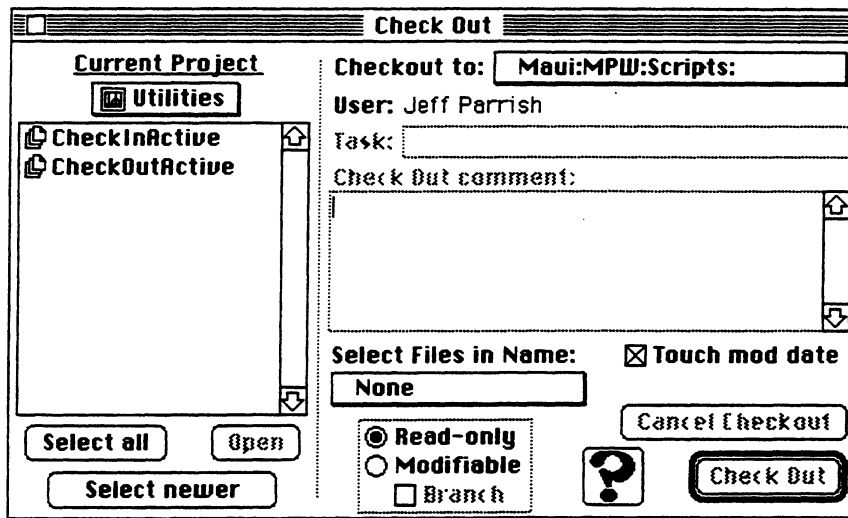 Check Out
Current Project
Utilities
CheckInActive
CheckOutActive
Select all
Open
Select newer
Checkout to: Maui:MPW:Scripts:
User: Jeff Parrish
Task:
Check Out comment:
Select Files in Name:
Touch mod date
None
Read-only
Modifiable
Branch
Cancel Checkout
?
Check Out